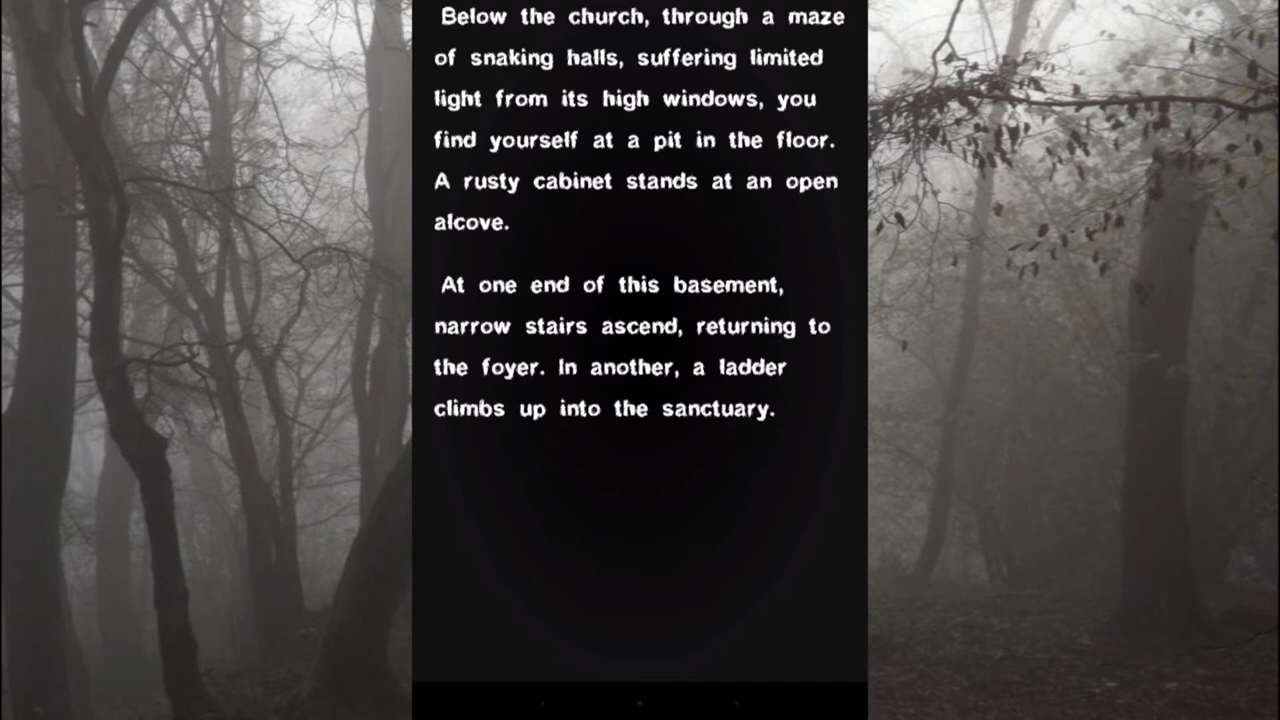 Below the church, through a maze
of snaking halls, suffering limited
light from its high windows, you
find yourself at a pit in the floor.
A rusty cabinet stands at an open
alcove.
At one end of this basement,
narrow stairs ascend, returning to
the foyer. In another, a ladder
climbs up into the sanctuary.